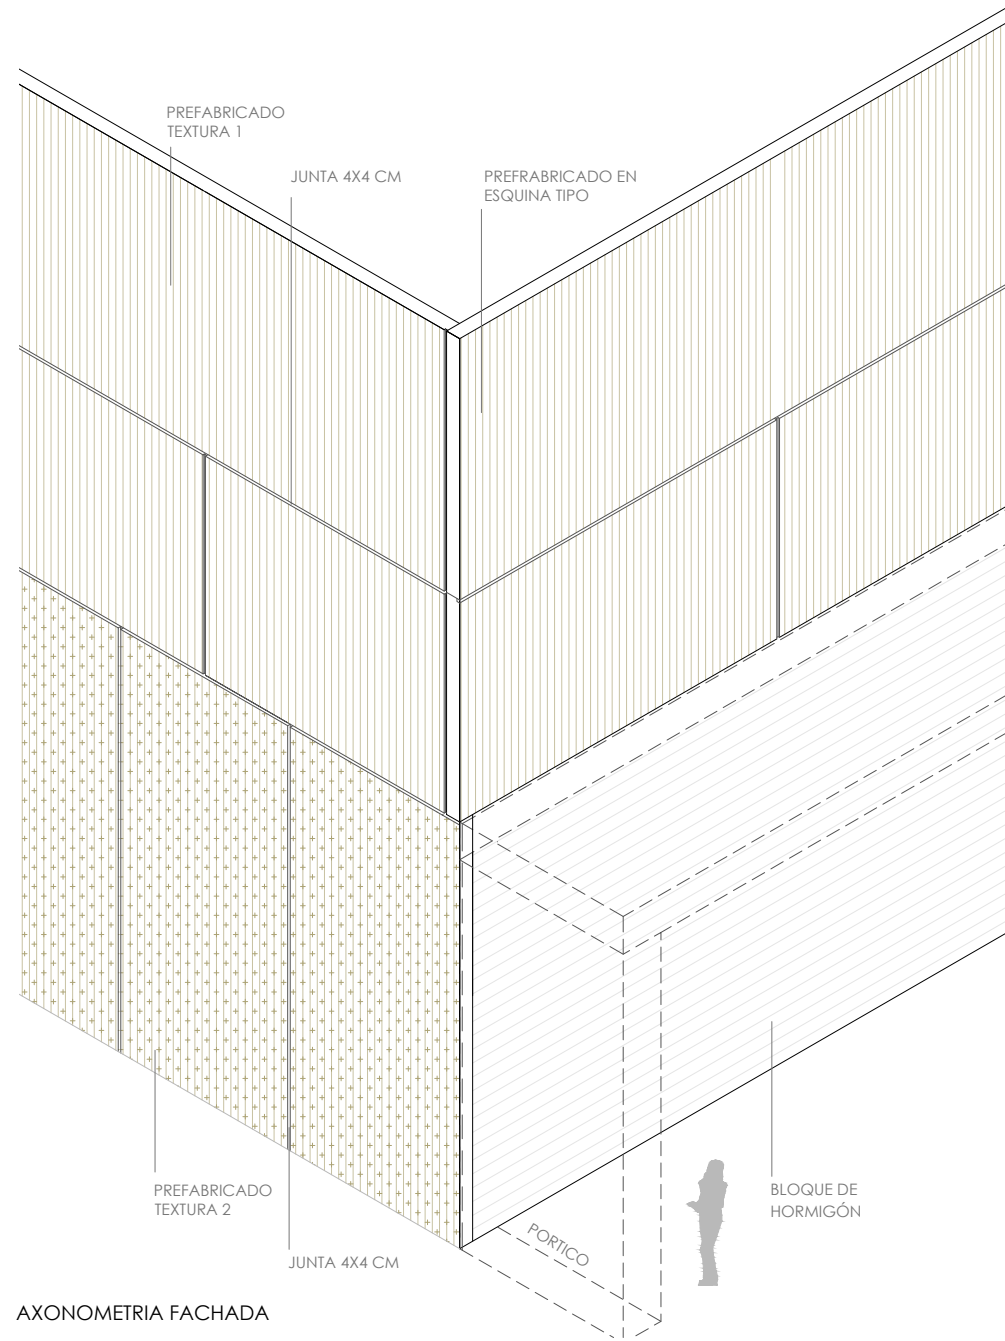 PREFABRICADO
TEXTURA 1
JUNTA 4X4 CM
PREFRABRICADO EN
ESQUINA TIPO
PREFABRICADO
TEXTURA 2
JUNTA 4X4 CM
PORTICO
BLOQUE DE
HORMIGÓN
AXONOMETRIA FACHADA